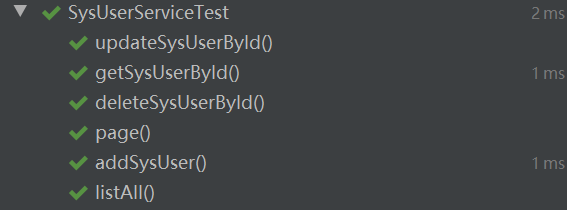 SysUserServiceTest 2 ms
updateSysUserById()
getSysUserById() 1 ms
deleteSysUserById()
page()
addSysUser() 1 ms
listAll()